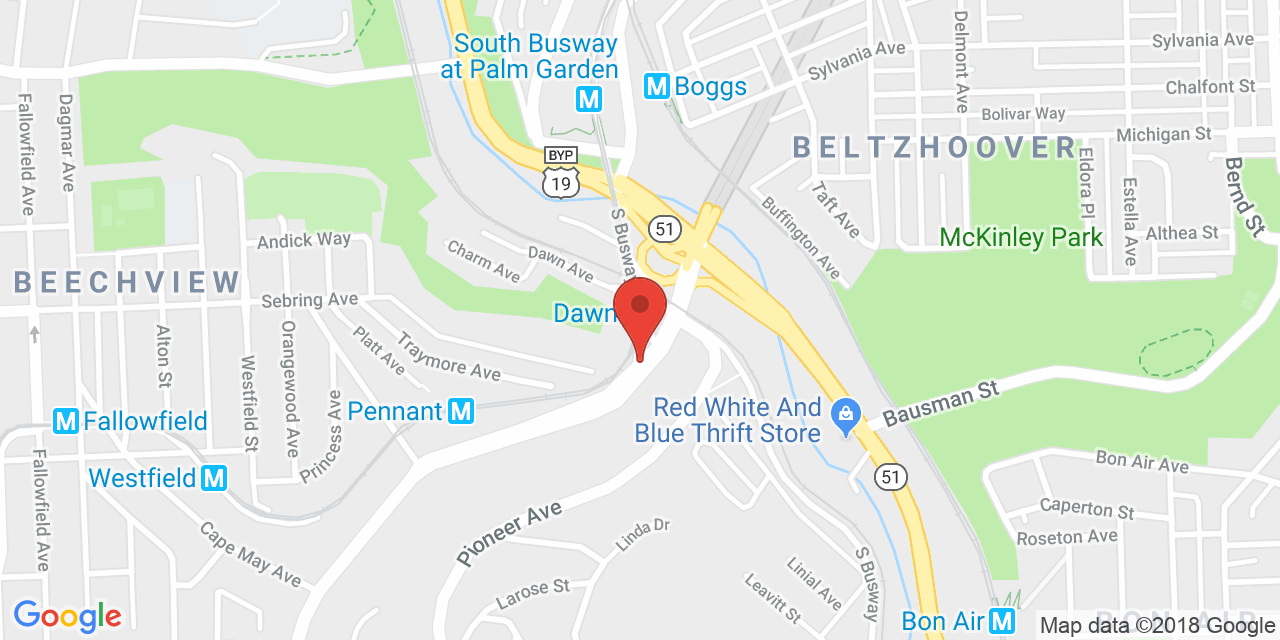 South Busway
at Palm Garden
M
M Boggs
Sylvania Ave
Sylvania Ave
Delmont Ave
Chalfont St
Bolivar Way
Michigan St
BELTZHOOVER
Fallowfield Ave
Dagmar Ave
BYP
19
51
S Busway
Buffington Ave
Taft Ave
Eldora Pl
Estella Ave
Bernd St
Althea St
McKinley Park
Andick Way
Charm Ave
Dawn Ave
BEECHVIEW
Sebring Ave
Dawn
Alton St
Westfield St
Orangewood Ave
Platt Ave
Traymore Ave
Princess Ave
Pennant M
M Fallowfield
Westfield M
Fallowfield Ave
Red White And
Blue Thrift Store
Bausman St
51
Bon Air Ave
Caperton St
Roseton Ave
Pioneer Ave
Linda Dr
Larose St
Cape May Ave
S Busway
Linial Ave
Leavitt St
Bon Air M
BON AIR
Google
Map data ©2018 Google